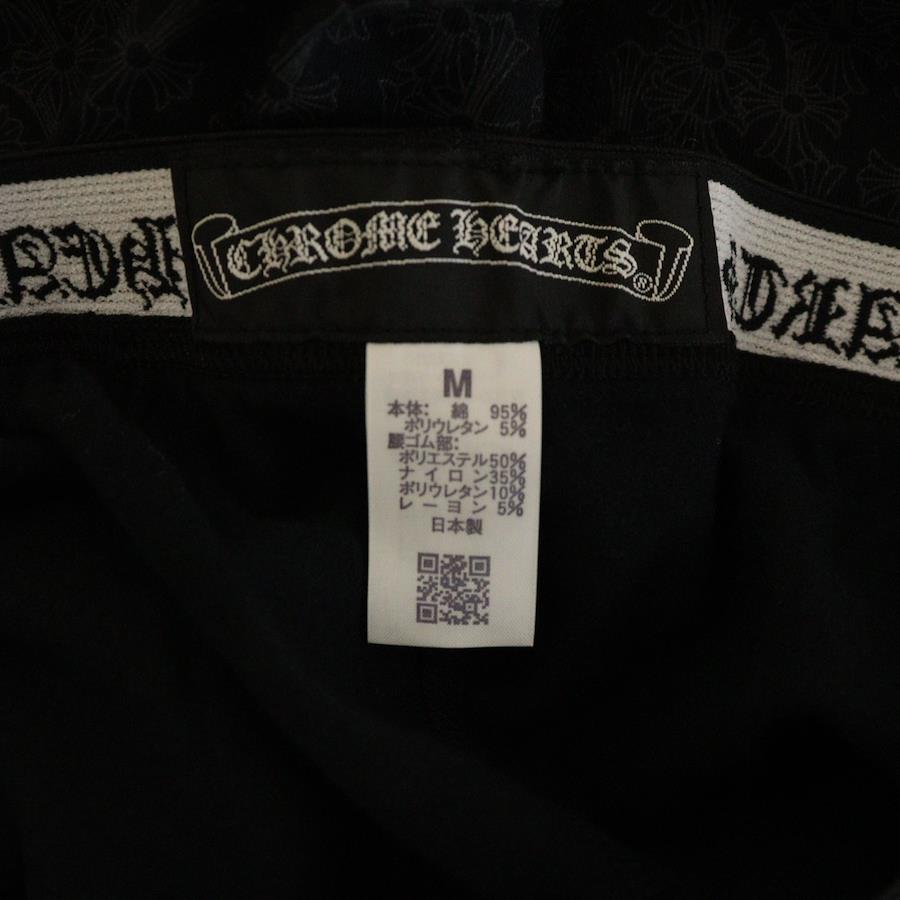 CHROME HEARTS®
M
本体: 綿 95%
ポリウレタン 5%
腰ゴム部:
ポリエステル50%
ナイロン35%
ポリウレタン10%
レーヨン 5%
日本製